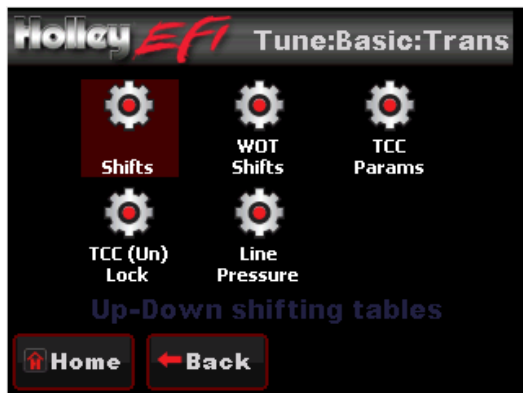 Holley EFI Tune:Basic:Trans
Shifts
WOT
Shifts
TCC
Params
TCC (Un)
Lock
Line
Pressure
Up-Down shifting tables
Home
Back